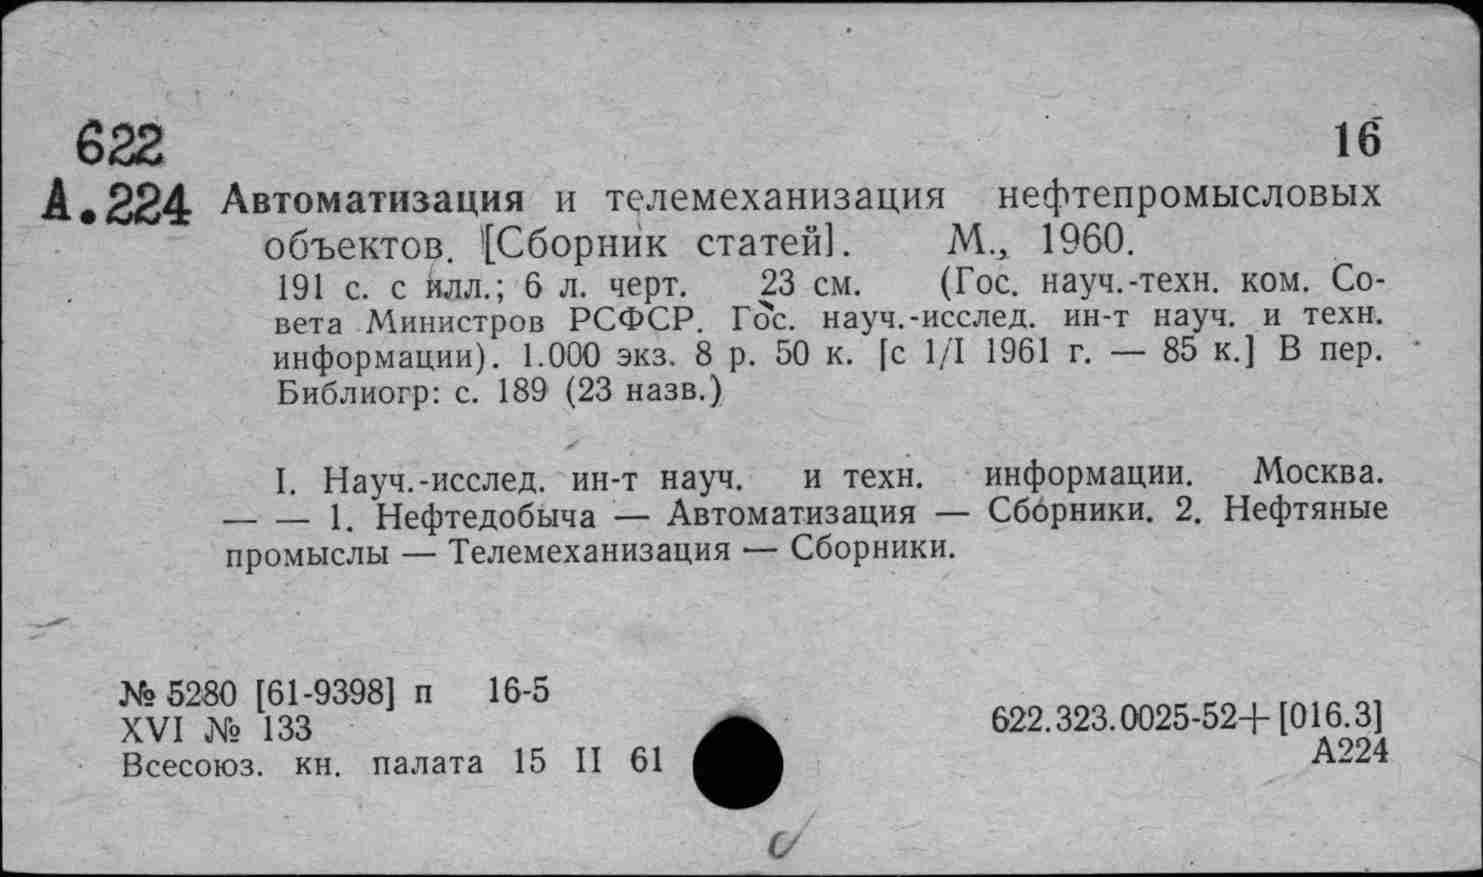 622 16
А.224 Автоматизация и телемеханизация нефтепромысловых
объектов. [Сборник статей]. М., 1960.
191 с. с илл.; 6 л. черт. 23 см. (Гос. науч.-техн. ком. Со-
вета Министров РСФСР. Гос. науч.-исслед. ин-т науч. и техн.
информации). 1.000 экз. 8 р. 50 к. [с 1/I 1961 г. — 85 к.] В пер.
Библиогр: с. 189 (23 назв.)
I. Науч.-исслед. ин-т науч. и техн. информации. Москва.
— — 1. Нефтедобыча — Автоматизация — Сборники. 2. Нефтяные
промыслы — Телемеханизация — Сборники.
№ 5280 [61-9398] п 16-5
XVI № 133
Всесоюз. кн. палата 15 II 61
622.323.0025-52+[016.3]
А224